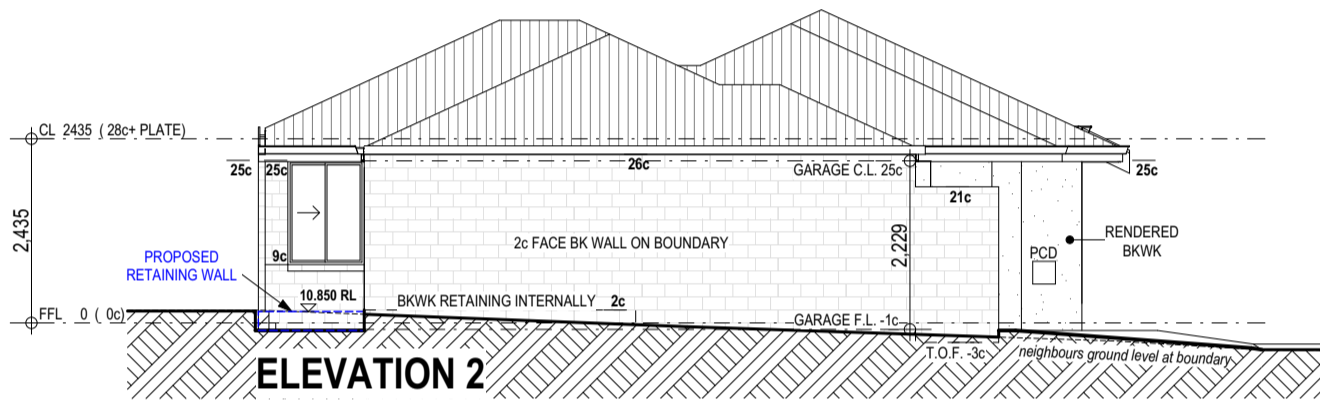 CL 2435 ( 28c+ PLATE)
25c
25c
26c
GARAGE C.L. 25c
25c
21c
2,435
2c FACE BK WALL ON BOUNDARY
2,229
RENDERED
BKWK
PROPOSED
RETAINING WALL
9c
PCD
10.850 RL
BKWK RETAINING INTERNALLY 2c
FFL 0 ( 0c)
GARAGE F.L. -1c
T.O.F. -3c
neighbours ground level at boundary
ELEVATION 2